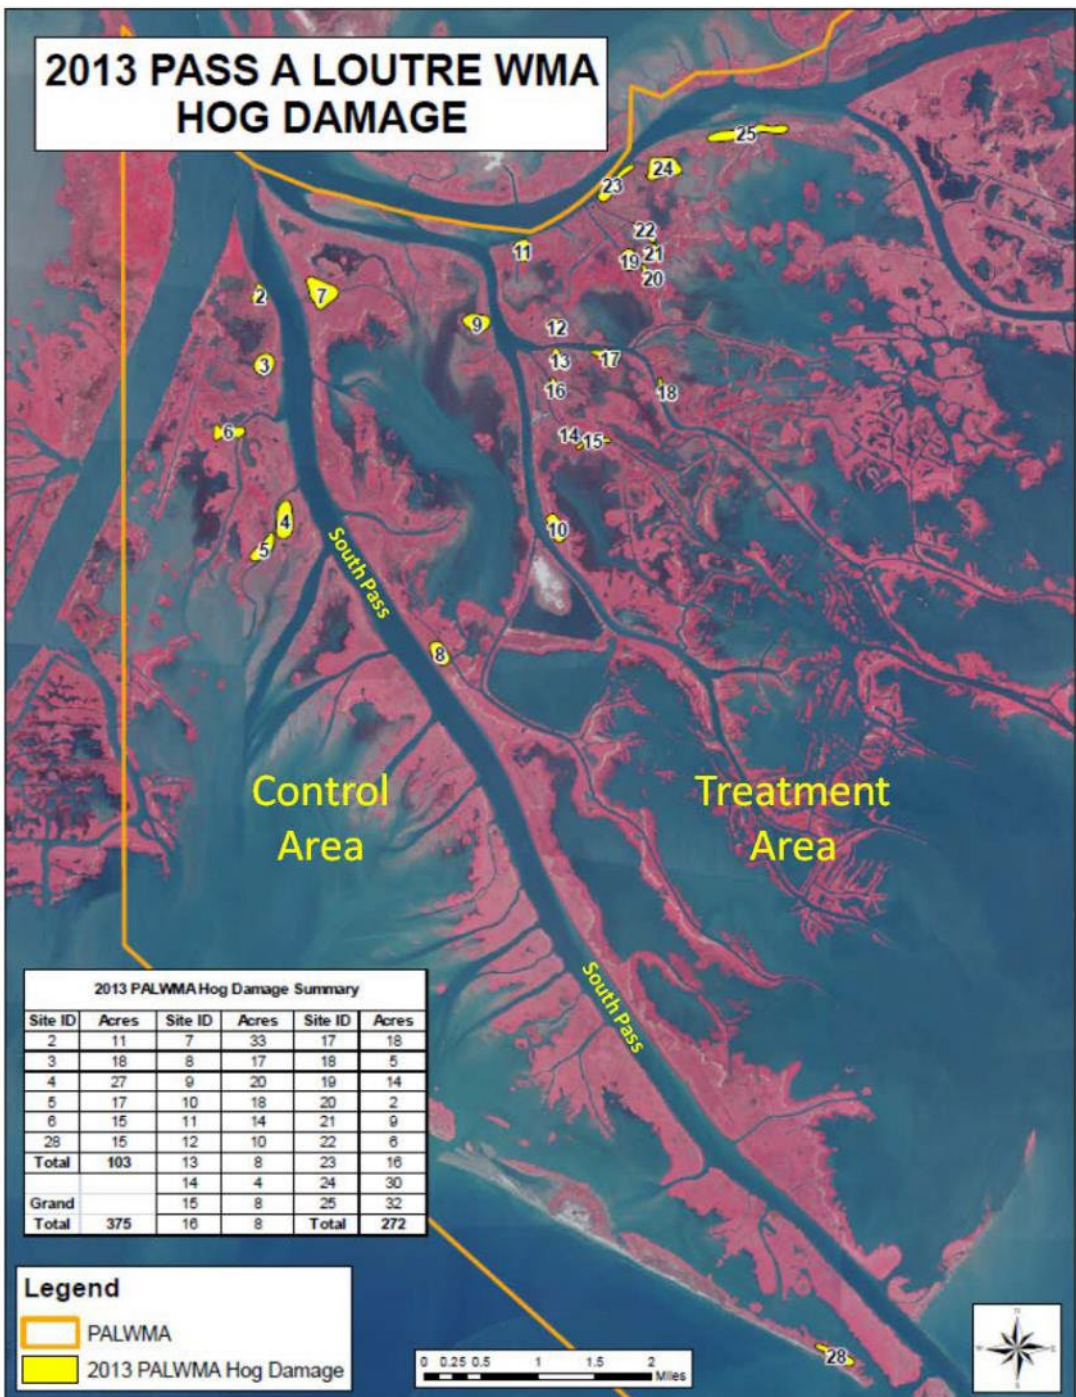 2013 PASS A LOUTRE WMA
HOG DAMAGE
25
24
23
22
11
21
19
20
2
7
9
12
13
17
3
16
18
6
14
15
4
10
5
South Pass
8
Control
Area
Treatment
Area
South Pass
2013 PALWMA Hog Damage Summary
Site ID Acres Site ID Acres Site ID Acres
2 11 7 33 17 18
3 18 8 17 18 5
4 27 9 20 19 14
5 17 10 18 20 2
6 15 11 14 21 9
28 15 12 10 22 6
Total 103 13 8 23 16
14 4 24 30
Grand 15 8 25 32
Total 375 16 8 Total 272
Legend
PALWMA
2013 PALWMA Hog Damage
0 0.25 0.5 1 1.5 2
Miles
28